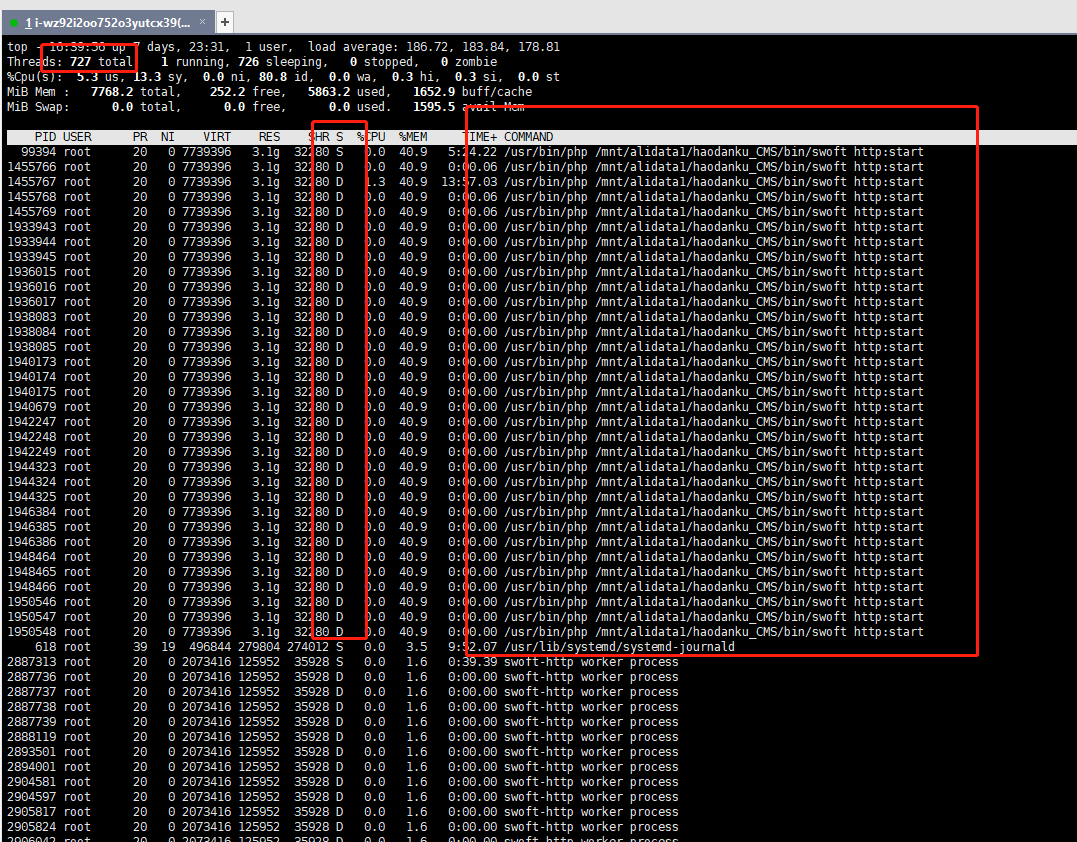 1 i-wz92i2oo752o3yutcx39(... × +
top - 16:39:56 up 7 days, 23:31, 1 user, load average: 186.72, 183.84, 178.81
Threads: 727 total, 1 running, 726 sleeping, 0 stopped, 0 zombie
%Cpu(s): 5.3 us, 13.3 sy, 0.0 ni, 80.8 id, 0.0 wa, 0.3 hi, 0.3 si, 0.0 st
MiB Mem : 7768.2 total, 252.2 free, 5863.2 used, 1652.9 buff/cache
MiB Swap: 0.0 total, 0.0 free, 0.0 used. 1595.5 avail Mem
PID USER PR NI VIRT RES SHR S %CPU %MEM TIME+ COMMAND
99394 root 20 0 7739396 3.1g 32280 S 0.0 40.9 5:24.22 /usr/bin/php /mnt/alidata1/haodanku_CMS/bin/swoft http:start
1455766 root 20 0 7739396 3.1g 32280 D 0.0 40.9 0:00.06 /usr/bin/php /mnt/alidata1/haodanku_CMS/bin/swoft http:start
1455767 root 20 0 7739396 3.1g 32280 D 1.3 40.9 13:57.03 /usr/bin/php /mnt/alidata1/haodanku_CMS/bin/swoft http:start
1455768 root 20 0 7739396 3.1g 32280 D 0.0 40.9 0:00.06 /usr/bin/php /mnt/alidata1/haodanku_CMS/bin/swoft http:start
1455769 root 20 0 7739396 3.1g 32280 D 0.0 40.9 0:00.06 /usr/bin/php /mnt/alidata1/haodanku_CMS/bin/swoft http:start
1933943 root 20 0 7739396 3.1g 32280 D 0.0 40.9 0:00.00 /usr/bin/php /mnt/alidata1/haodanku_CMS/bin/swoft http:start
1933944 root 20 0 7739396 3.1g 32280 D 0.0 40.9 0:00.00 /usr/bin/php /mnt/alidata1/haodanku_CMS/bin/swoft http:start
1933945 root 20 0 7739396 3.1g 32280 D 0.0 40.9 0:00.00 /usr/bin/php /mnt/alidata1/haodanku_CMS/bin/swoft http:start
1936015 root 20 0 7739396 3.1g 32280 D 0.0 40.9 0:00.00 /usr/bin/php /mnt/alidata1/haodanku_CMS/bin/swoft http:start
1936016 root 20 0 7739396 3.1g 32280 D 0.0 40.9 0:00.00 /usr/bin/php /mnt/alidata1/haodanku_CMS/bin/swoft http:start
1936017 root 20 0 7739396 3.1g 32280 D 0.0 40.9 0:00.00 /usr/bin/php /mnt/alidata1/haodanku_CMS/bin/swoft http:start
1938083 root 20 0 7739396 3.1g 32280 D 0.0 40.9 0:00.00 /usr/bin/php /mnt/alidata1/haodanku_CMS/bin/swoft http:start
1938084 root 20 0 7739396 3.1g 32280 D 0.0 40.9 0:00.00 /usr/bin/php /mnt/alidata1/haodanku_CMS/bin/swoft http:start
1938085 root 20 0 7739396 3.1g 32280 D 0.0 40.9 0:00.00 /usr/bin/php /mnt/alidata1/haodanku_CMS/bin/swoft http:start
1940173 root 20 0 7739396 3.1g 32280 D 0.0 40.9 0:00.00 /usr/bin/php /mnt/alidata1/haodanku_CMS/bin/swoft http:start
1940174 root 20 0 7739396 3.1g 32280 D 0.0 40.9 0:00.00 /usr/bin/php /mnt/alidata1/haodanku_CMS/bin/swoft http:start
1940175 root 20 0 7739396 3.1g 32280 D 0.0 40.9 0:00.00 /usr/bin/php /mnt/alidata1/haodanku_CMS/bin/swoft http:start
1940679 root 20 0 7739396 3.1g 32280 D 0.0 40.9 0:00.00 /usr/bin/php /mnt/alidata1/haodanku_CMS/bin/swoft http:start
1942247 root 20 0 7739396 3.1g 32280 D 0.0 40.9 0:00.00 /usr/bin/php /mnt/alidata1/haodanku_CMS/bin/swoft http:start
1942248 root 20 0 7739396 3.1g 32280 D 0.0 40.9 0:00.00 /usr/bin/php /mnt/alidata1/haodanku_CMS/bin/swoft http:start
1942249 root 20 0 7739396 3.1g 32280 D 0.0 40.9 0:00.00 /usr/bin/php /mnt/alidata1/haodanku_CMS/bin/swoft http:start
1944323 root 20 0 7739396 3.1g 32280 D 0.0 40.9 0:00.00 /usr/bin/php /mnt/alidata1/haodanku_CMS/bin/swoft http:start
1944324 root 20 0 7739396 3.1g 32280 D 0.0 40.9 0:00.00 /usr/bin/php /mnt/alidata1/haodanku_CMS/bin/swoft http:start
1944325 root 20 0 7739396 3.1g 32280 D 0.0 40.9 0:00.00 /usr/bin/php /mnt/alidata1/haodanku_CMS/bin/swoft http:start
1946384 root 20 0 7739396 3.1g 32280 D 0.0 40.9 0:00.00 /usr/bin/php /mnt/alidata1/haodanku_CMS/bin/swoft http:start
1946385 root 20 0 7739396 3.1g 32280 D 0.0 40.9 0:00.00 /usr/bin/php /mnt/alidata1/haodanku_CMS/bin/swoft http:start
1946386 root 20 0 7739396 3.1g 32280 D 0.0 40.9 0:00.00 /usr/bin/php /mnt/alidata1/haodanku_CMS/bin/swoft http:start
1948464 root 20 0 7739396 3.1g 32280 D 0.0 40.9 0:00.00 /usr/bin/php /mnt/alidata1/haodanku_CMS/bin/swoft http:start
1948465 root 20 0 7739396 3.1g 32280 D 0.0 40.9 0:00.00 /usr/bin/php /mnt/alidata1/haodanku_CMS/bin/swoft http:start
1948466 root 20 0 7739396 3.1g 32280 D 0.0 40.9 0:00.00 /usr/bin/php /mnt/alidata1/haodanku_CMS/bin/swoft http:start
1950546 root 20 0 7739396 3.1g 32280 D 0.0 40.9 0:00.00 /usr/bin/php /mnt/alidata1/haodanku_CMS/bin/swoft http:start
1950547 root 20 0 7739396 3.1g 32280 D 0.0 40.9 0:00.00 /usr/bin/php /mnt/alidata1/haodanku_CMS/bin/swoft http:start
1950548 root 20 0 7739396 3.1g 32280 D 0.0 40.9 0:00.00 /usr/bin/php /mnt/alidata1/haodanku_CMS/bin/swoft http:start
618 root 39 19 496844 279804 274012 S 0.0 3.5 9:52.07 /usr/lib/systemd/systemd-journald
2887313 root 20 0 2073416 125952 35928 S 0.0 1.6 0:39.39 swoft-http worker process
2887736 root 20 0 2073416 125952 35928 D 0.0 1.6 0:00.00 swoft-http worker process
2887737 root 20 0 2073416 125952 35928 D 0.0 1.6 0:00.00 swoft-http worker process
2887738 root 20 0 2073416 125952 35928 D 0.0 1.6 0:00.00 swoft-http worker process
2887739 root 20 0 2073416 125952 35928 D 0.0 1.6 0:00.00 swoft-http worker process
2888119 root 20 0 2073416 125952 35928 D 0.0 1.6 0:00.00 swoft-http worker process
2893501 root 20 0 2073416 125952 35928 D 0.0 1.6 0:00.00 swoft-http worker process
2894001 root 20 0 2073416 125952 35928 D 0.0 1.6 0:00.00 swoft-http worker process
2904581 root 20 0 2073416 125952 35928 D 0.0 1.6 0:00.00 swoft-http worker process
2904597 root 20 0 2073416 125952 35928 D 0.0 1.6 0:00.00 swoft-http worker process
2905817 root 20 0 2073416 125952 35928 D 0.0 1.6 0:00.00 swoft-http worker process
2905824 root 20 0 2073416 125952 35928 D 0.0 1.6 0:00.00 swoft-http worker process
2906042 root 20 0 2073416 125952 35928 D 0.0 1.6 0:00.00 swoft-http worker process